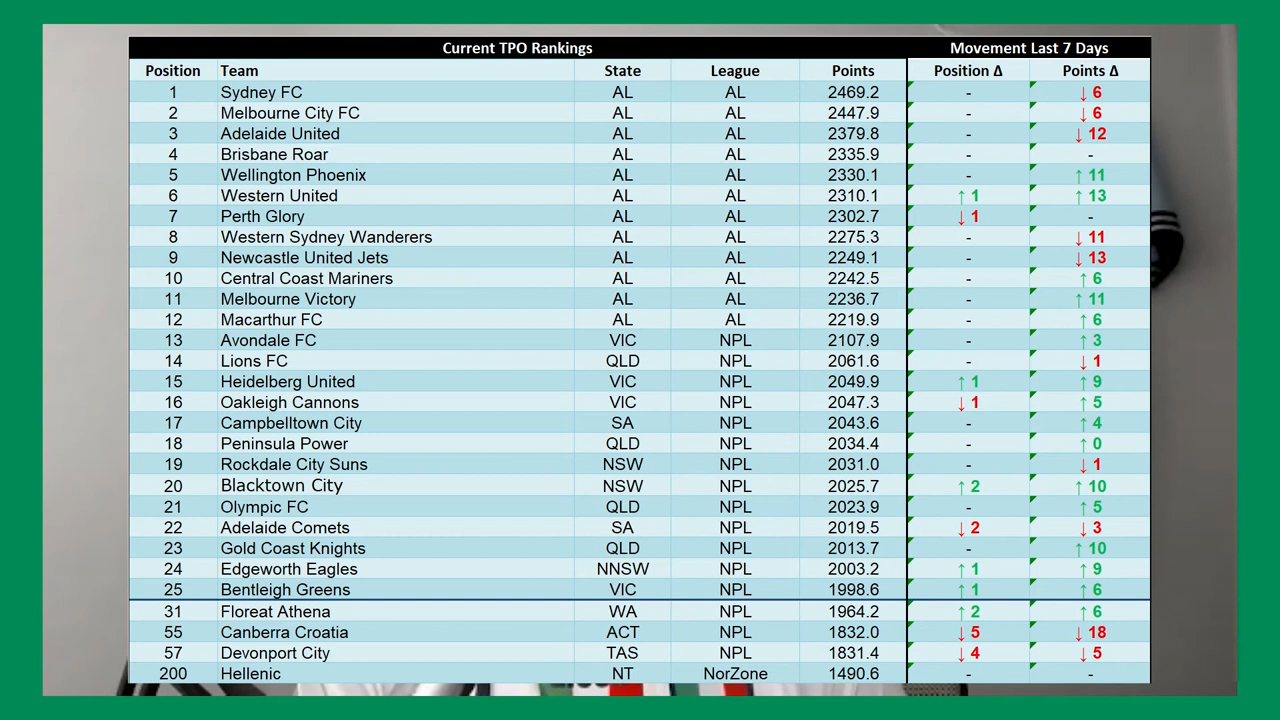 Current TPO Rankings Movement Last 7 Days
Position Team State League Points Position Δ Points Δ
1 Sydney FC AL AL 2469.2 - ↓ 6
2 Melbourne City FC AL AL 2447.9 - ↓ 6
3 Adelaide United AL AL 2379.8 - ↓ 12
4 Brisbane Roar AL AL 2335.9 - -
5 Wellington Phoenix AL AL 2330.1 - ↑ 11
6 Western United AL AL 2310.1 ↑ 1 ↑ 13
7 Perth Glory AL AL 2302.7 ↓ 1 -
8 Western Sydney Wanderers AL AL 2275.3 - ↓ 11
9 Newcastle United Jets AL AL 2249.1 - ↓ 13
10 Central Coast Mariners AL AL 2242.5 - ↑ 6
11 Melbourne Victory AL AL 2236.7 - ↑ 11
12 Macarthur FC AL AL 2219.9 - ↑ 6
13 Avondale FC VIC NPL 2107.9 - ↑ 3
14 Lions FC QLD NPL 2061.6 - ↓ 1
15 Heidelberg United VIC NPL 2049.9 ↑ 1 ↑ 9
16 Oakleigh Cannons VIC NPL 2047.3 ↓ 1 ↑ 5
17 Campbelltown City SA NPL 2043.6 - ↑ 4
18 Peninsula Power QLD NPL 2034.4 - ↑ 0
19 Rockdale City Suns NSW NPL 2031.0 - ↓ 1
20 Blacktown City NSW NPL 2025.7 ↑ 2 ↑ 10
21 Olympic FC QLD NPL 2023.9 - ↑ 5
22 Adelaide Comets SA NPL 2019.5 ↓ 2 ↓ 3
23 Gold Coast Knights QLD NPL 2013.7 - ↑ 10
24 Edgeworth Eagles NNSW NPL 2003.2 ↑ 1 ↑ 9
25 Bentleigh Greens VIC NPL 1998.6 ↑ 1 ↑ 6
31 Floreat Athena WA NPL 1964.2 ↑ 2 ↑ 6
55 Canberra Croatia ACT NPL 1832.0 ↓ 5 ↓ 18
57 Devonport City TAS NPL 1831.4 ↓ 4 ↓ 5
200 Hellenic NT NorZone 1490.6 - -